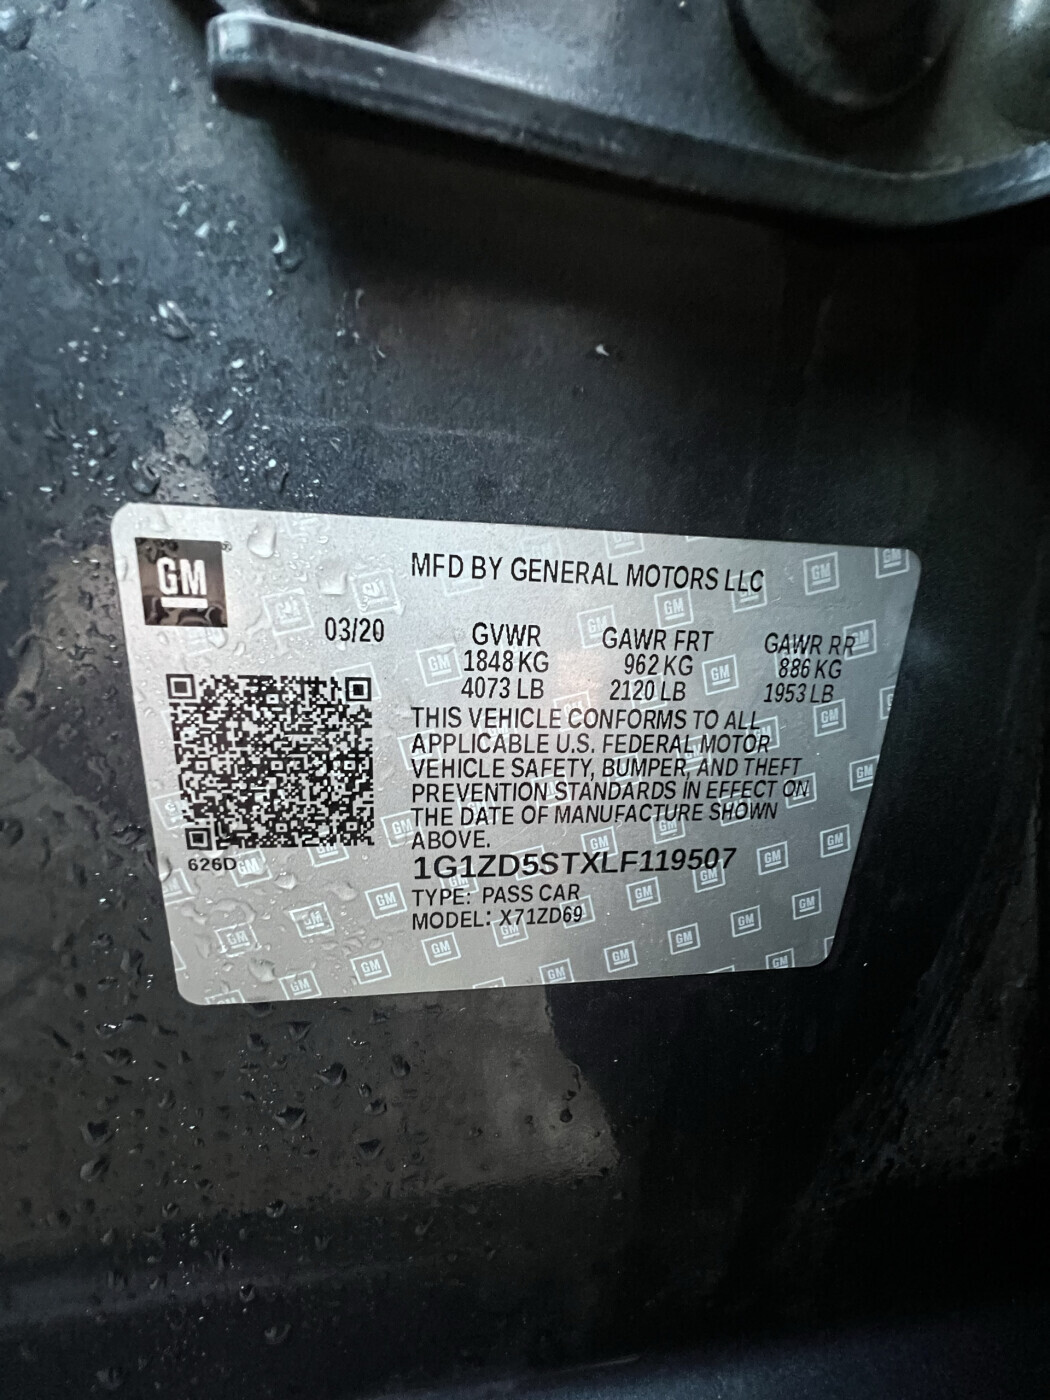 GM
MFD BY GENERAL MOTORS LLC
03/20
GVWR GAWR FRT GAWR RR
1848 KG 962 KG 886 KG
4073 LB 2120 LB 1953 LB
THIS VEHICLE CONFORMS TO ALL
APPLICABLE U.S. FEDERAL MOTOR
VEHICLE SAFETY, BUMPER, AND THEFT
PREVENTION STANDARDS IN EFFECT ON
THE DATE OF MANUFACTURE SHOWN
ABOVE.
626D
1G1ZD5STXLF119507
TYPE: PASS CAR
MODEL: X71ZD69